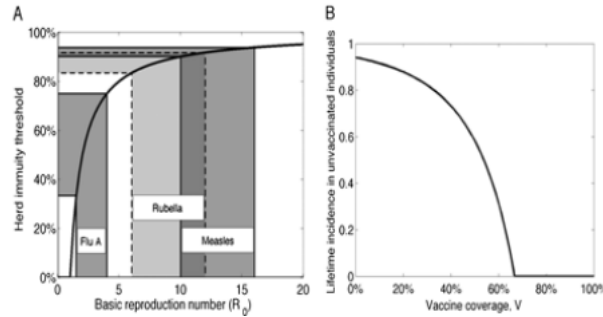 A
Herd immuity threshold
100%
80%
60%
40%
20%
0%
Flu A
Rubella
Measles
0
5
10
15
20
Basic reproduction number (R0)
B
Lifetime incidence in unvaccinated individuals
1
0.8
0.6
0.4
0.2
0
0%
20%
40%
60%
80%
100%
Vaccine coverage, V